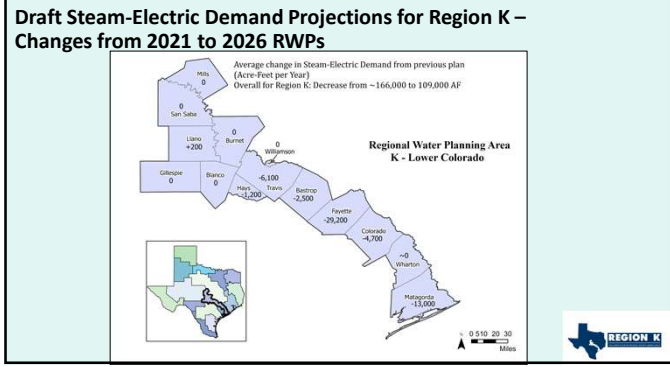 Draft Steam-Electric Demand Projections for Region K –
Changes from 2021 to 2026 RWPs
Average change in Steam-Electric Demand from previous plan
(Acre-Feet per Year)
Overall for Region K: Decrease from ~166,000 to 109,000 AF
Mills
0
0
San Saba
Llano
+200
0
Burnet
0
Williamson
Regional Water Planning Area
K - Lower Colorado
Gillespie
0
Blanco
0
Hays
-1,200
-6,100
Travis
Bastrop
-2,500
Fayette
-29,200
Colorado
-4,700
~0
Wharton
Matagorda
-13,000
0 5 10 20 30
Miles
REGION K